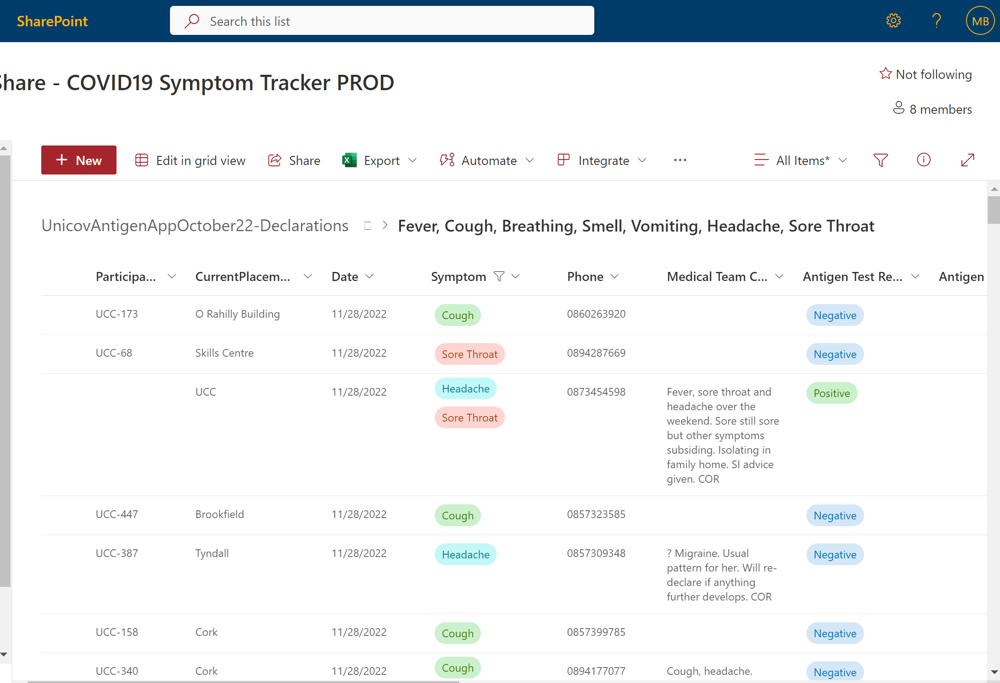 SharePoint
Search this list
MB
Share - COVID19 Symptom Tracker PROD
Not following
8 members
New
Edit in grid view
Share
Export
Automate
Integrate
...
All Items*
UnicovAntigenAppOctober22-Declarations > Fever, Cough, Breathing, Smell, Vomiting, Headache, Sore Throat
Participa... CurrentPlacem... Date Symptom Phone Medical Team C... Antigen Test Re... Antigen
UCC-173 O Rahilly Building 11/28/2022 Cough 0860263920 Negative
UCC-68 Skills Centre 11/28/2022 Sore Throat 0894287669 Negative
UCC 11/28/2022 Headache 0873454598 Fever, sore throat and Positive
headache over the
Sore Throat weekend. Sore still sore
but other symptoms
subsiding. Isolating in
family home. SI advice
given. COR
UCC-447 Brookfield 11/28/2022 Cough 0857323585 Negative
UCC-387 Tyndall 11/28/2022 Headache 0857309348 ? Migraine. Usual Negative
pattern for her. Will re-
declare if anything
further develops. COR
UCC-158 Cork 11/28/2022 Cough 0857399785 Negative
UCC-340 Cork 11/28/2022 Cough 0894177077 Cough, headache. Negative